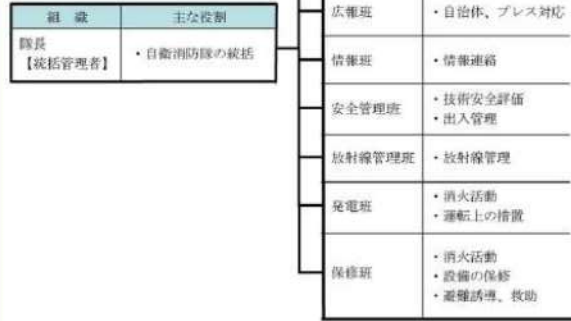 組　織　主な役割
隊長
【統括管理者】
・自衛消防隊の統括
広報班　・自治体、プレス対応
情報班　・情報連絡
安全管理班　・技術安全評価
・出入管理
放射線管理班　・放射線管理
発電班　・消火活動
・運転上の措置
保修班　・消火活動
・設備の保修
・避難誘導、救助